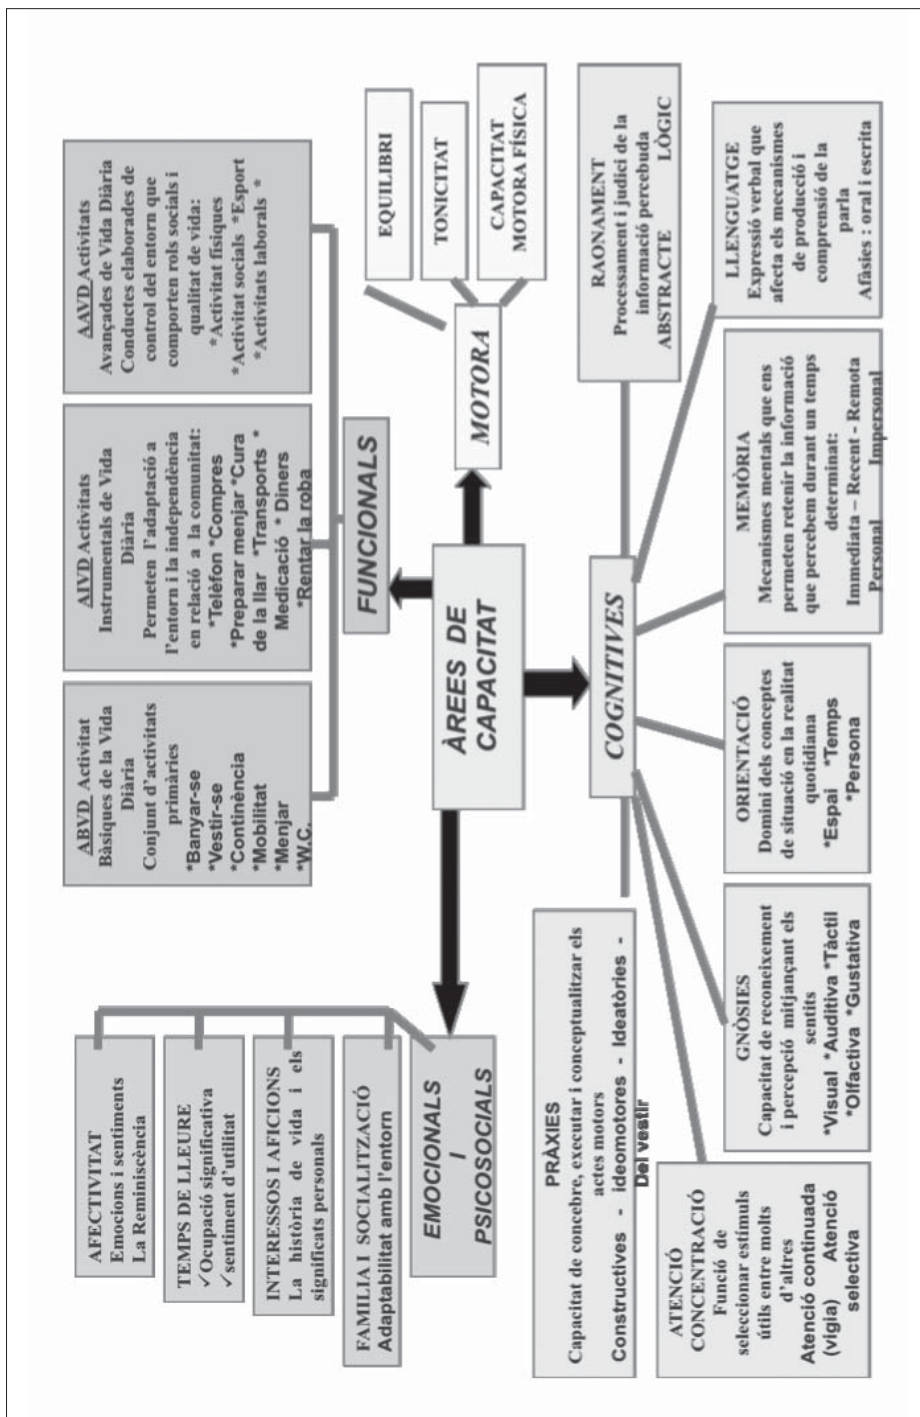 AFECTIVITAT
Emocions i sentiments
La Reminiscència
TEMPS DE LLEURE
✓Ocupació significativa
✓sentiment d'utilitat
INTERESSOS I AFICIONS
La història de vida i els
significats personals
FAMILIA I SOCIALITZACIÓ
Adaptabilitat amb l'entorn
EMOCIONALS
I
PSICOSOCIALS
ABVD Activitat
Bàsiques de la Vida
Diària
Conjunt d'activitats
primàries
*Banyar-se
*Vestir-se
*Continència
*Mobilitat
*Menjar
*W.C.
AIVD Activitats
Instrumentals de Vida
Diària
Permeten l'adaptació a
l'entorn i la independència
en relació a la comunitat:
*Telèfon *Compres
*Preparar menjar *Cura
de la llar *Transports *
Medicació * Diners
*Rentar la roba
AAVD Activitats
Avançades de Vida Diària
Conductes elaborades de
control del entorn que
comporten rols socials i
qualitat de vida:
*Activitat físiques
*Activitat socials *Esport
*Activitats laborals *
FUNCIONALS
ÀREES DE
CAPACITAT
MOTORA
EQUILIBRI
TONICITAT
CAPACITAT
MOTORA FÍSICA
COGNITIVES
PRÀXIES
Capacitat de concebre, executar i conceptualitzar els
actes motors
Constructives - ideomotores - Ideatòries -
Del vestir
RAONAMENT
Processament i judici de la
informació percebuda
ABSTRACTE LÒGIC
ATENCIÓ
CONCENTRACIÓ
Funció de
seleccionar estímuls
útils entre molts
d'altres
Atenció continuada
(vigia) Atenció
selectiva
GNÒSIES
Capacitat de reconeixement
i percepció mitjançant els
sentits
*Visual *Auditiva *Tàctil
*Olfactiva *Gustativa
ORIENTACIÓ
Domini dels conceptes
de situació en la realitat
quotidiana
*Espai *Temps
*Persona
MEMÒRIA
Mecanismes mentals que ens
permeten retenir la informació
que percebem durant un temps
determinat:
Immediata – Recent - Remota
Personal Impersonal
LLENGUATGE
Expressió verbal que
afecta els mecanismes
de producció i
comprensió de la
parla
Afàsies : oral i escrita